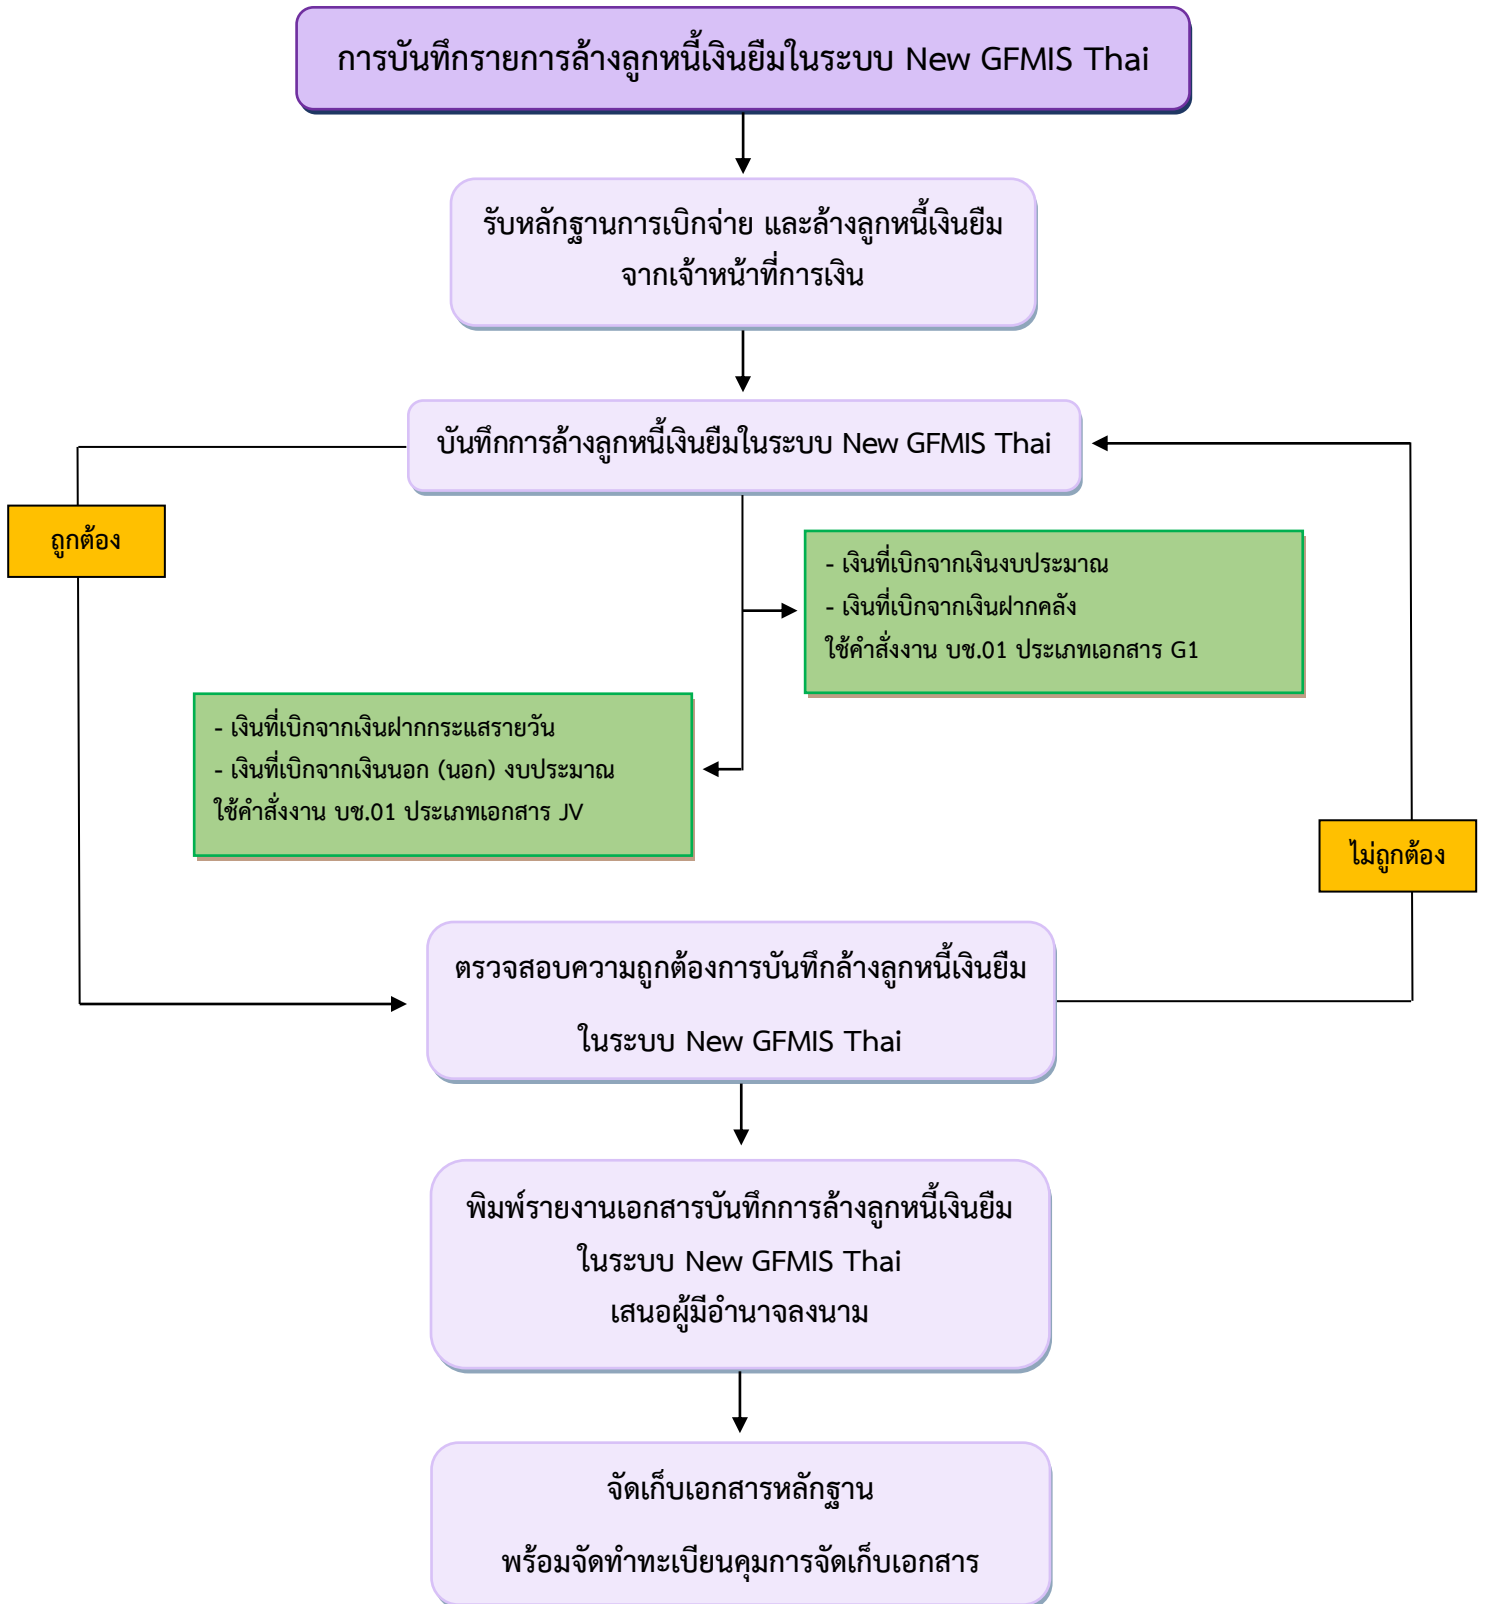 การบันทึกรายการล้างลูกหนี้เงินยืมในระบบ New GFMIS Thai
รับหลักฐานการเบิกจ่าย และล้างลูกหนี้เงินยืม
จากเจ้าหน้าที่การเงิน
บันทึกการล้างลูกหนี้เงินยืมในระบบ New GFMIS Thai
ถูกต้อง
- เงินที่เบิกจากเงินงบประมาณ
- เงินที่เบิกจากเงินฝากคลัง
ใช้คำสั่งงาน บช.01 ประเภทเอกสาร G1
- เงินที่เบิกจากเงินฝากกระแสรายวัน
- เงินที่เบิกจากเงินนอก (นอก) งบประมาณ
ใช้คำสั่งงาน บช.01 ประเภทเอกสาร JV
ไม่ถูกต้อง
ตรวจสอบความถูกต้องการบันทึกล้างลูกหนี้เงินยืม
ในระบบ New GFMIS Thai
พิมพ์รายงานเอกสารบันทึกการล้างลูกหนี้เงินยืม
ในระบบ New GFMIS Thai
เสนอผู้มีอำนาจลงนาม
จัดเก็บเอกสารหลักฐาน
พร้อมจัดทำทะเบียนคุมการจัดเก็บเอกสาร